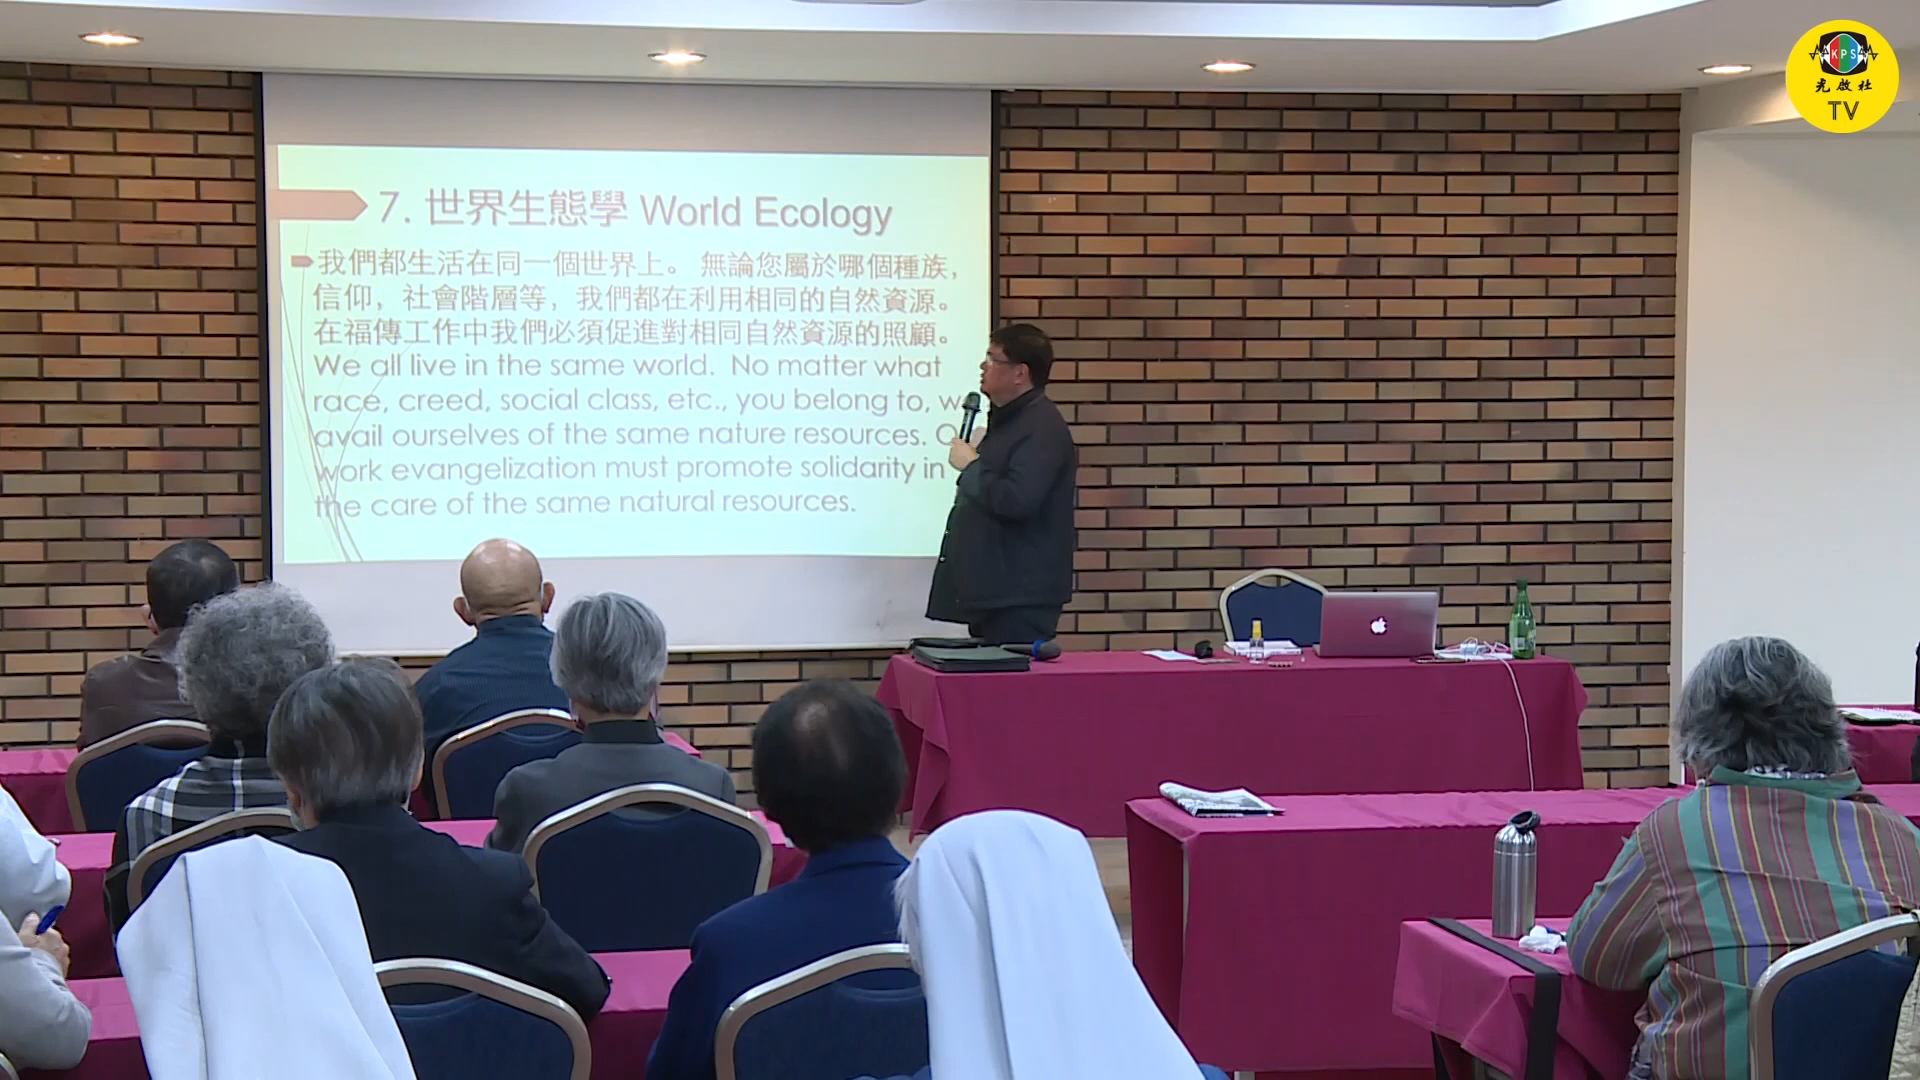 7. 世界生態學 World Ecology
我們都生活在同一個世界上。 無論您屬於哪個種族，
信仰，社會階層等，我們都在利用相同的自然資源。
在福傳工作中我們必須促進對相同自然資源的照顧。
We all live in the same world. No matter what
race, creed, social class, etc., you belong to,
avail ourselves of the same nature resources.
work evangelization must promote solidarity in
the care of the same natural resources.
KPS
光啟社
TV